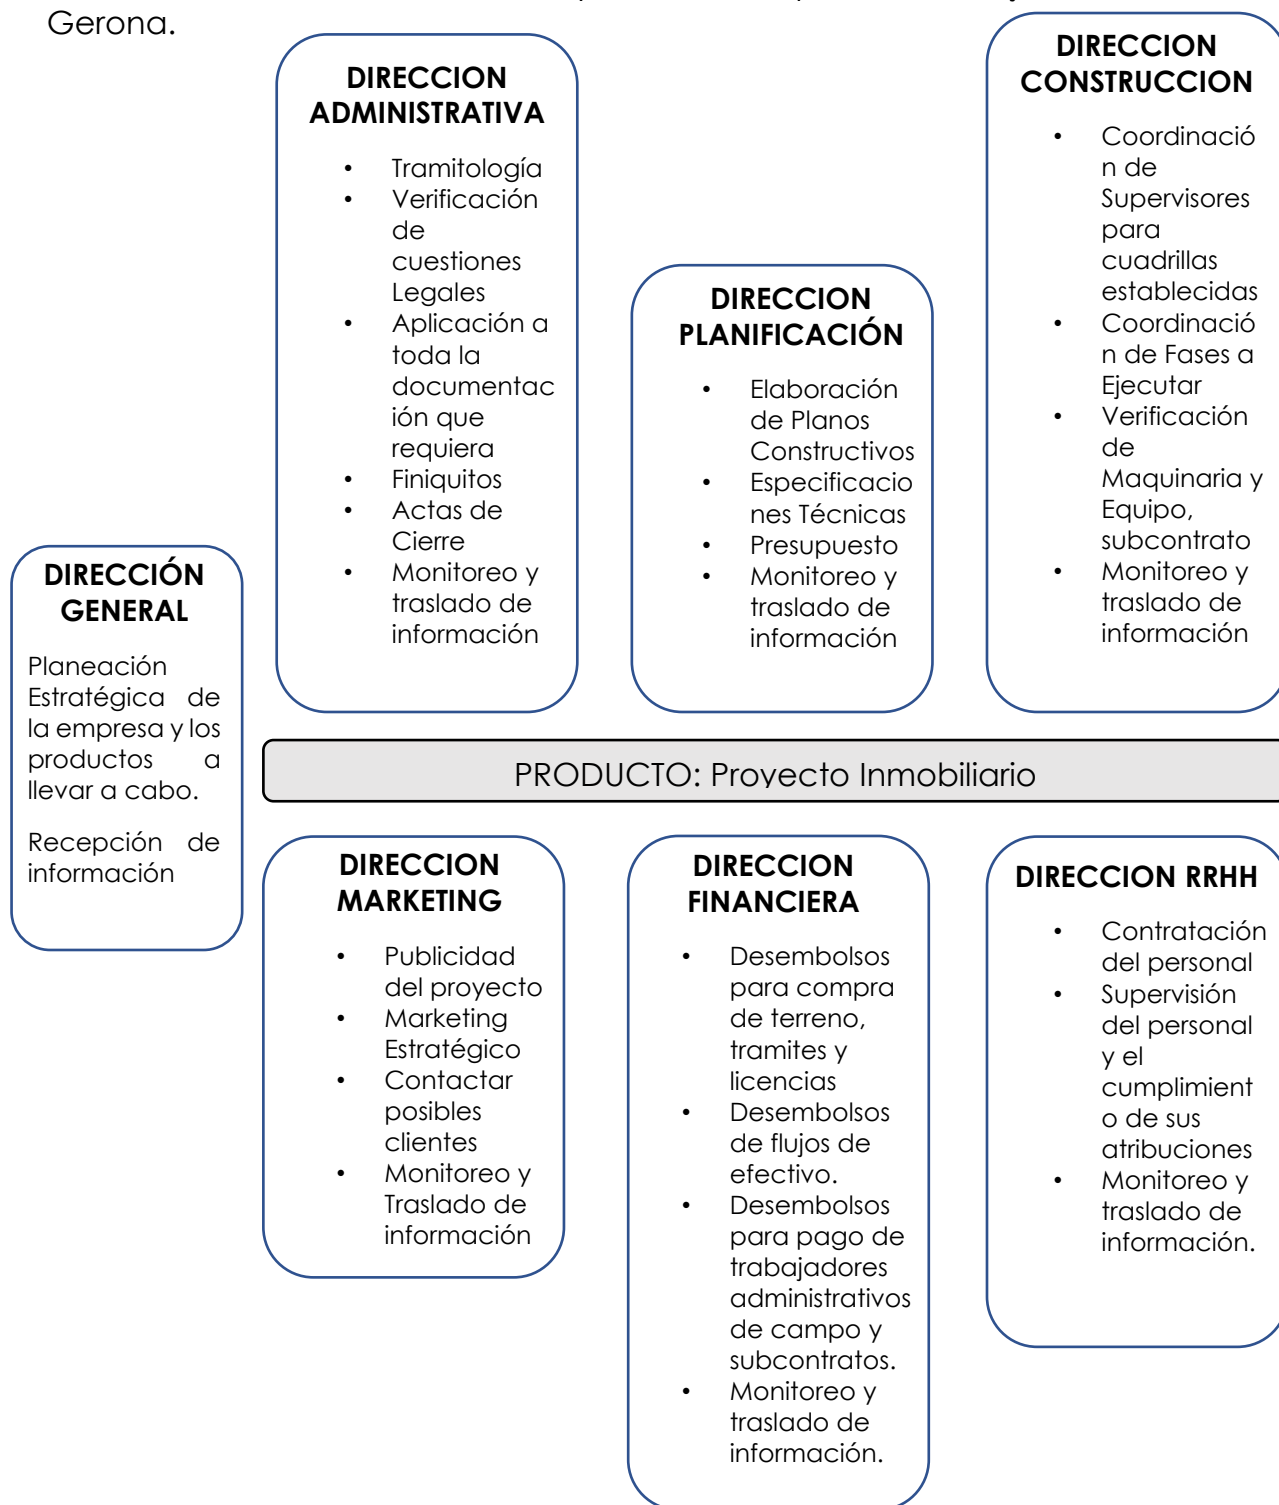 Gerona.
DIRECCION
ADMINISTRATIVA
• Tramitología
• Verificación
de
cuestiones
Legales
• Aplicación a
toda la
documentac
ión que
requiera
• Finiquitos
• Actas de
Cierre
• Monitoreo y
traslado de
información
DIRECCION
PLANIFICACIÓN
• Elaboración
de Planos
Constructivos
• Especificacio
nes Técnicas
• Presupuesto
• Monitoreo y
traslado de
información
DIRECCION
CONSTRUCCION
• Coordinació
n de
Supervisores
para
cuadrillas
establecidas
• Coordinació
n de Fases a
Ejecutar
• Verificación
de
Maquinaria y
Equipo,
subcontrato
• Monitoreo y
traslado de
información
DIRECCIÓN
GENERAL
Planeación
Estratégica de
la empresa y los
productos a
llevar a cabo.
Recepción de
información
PRODUCTO: Proyecto Inmobiliario
DIRECCION
MARKETING
• Publicidad
del proyecto
• Marketing
Estratégico
• Contactar
posibles
clientes
• Monitoreo y
Traslado de
información
DIRECCION
FINANCIERA
• Desembolsos
para compra
de terreno,
tramites y
licencias
• Desembolsos
de flujos de
efectivo.
• Desembolsos
para pago de
trabajadores
administrativos
de campo y
subcontratos.
• Monitoreo y
traslado de
información.
DIRECCION RRHH
• Contratación
del personal
• Supervisión
del personal
y el
cumplimient
o de sus
atribuciones
• Monitoreo y
traslado de
información.